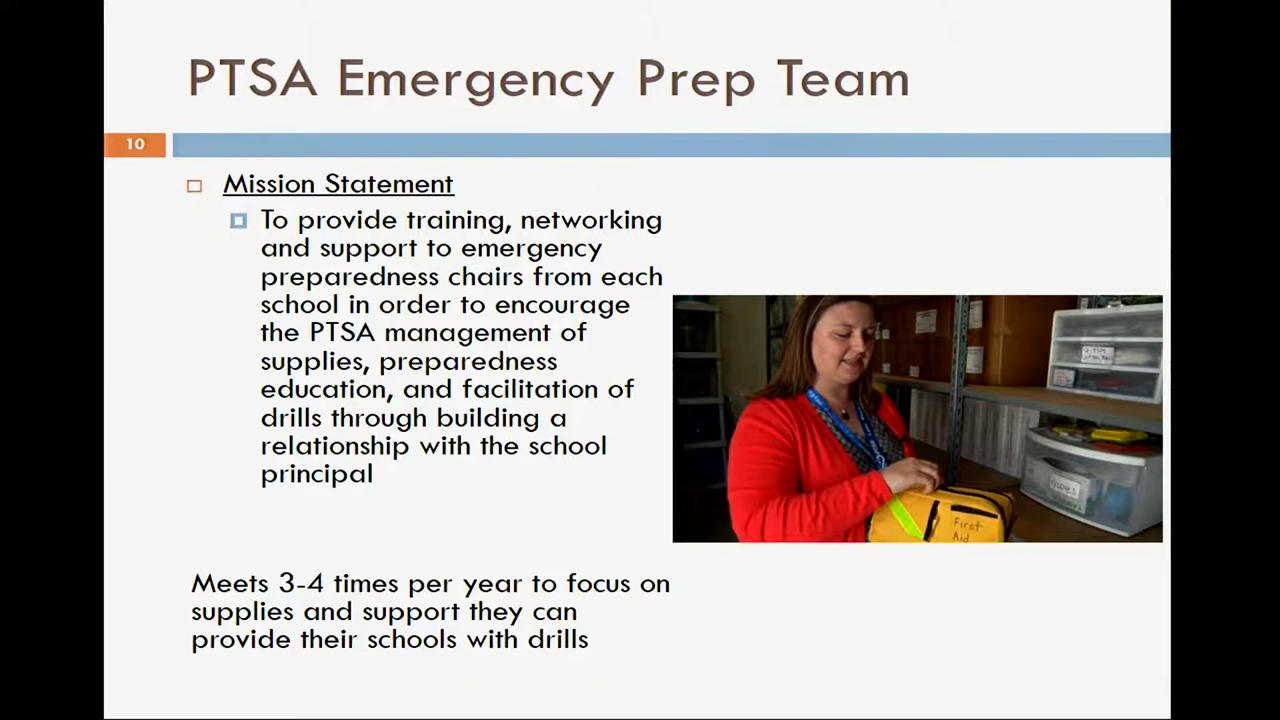 PTSA Emergency Prep Team
10
Mission Statement
To provide training, networking
and support to emergency
preparedness chairs from each
school in order to encourage
the PTSA management of
supplies, preparedness
education, and facilitation of
drills through building a
relationship with the school
principal
First
Aid
Meets 3-4 times per year to focus on
supplies and support they can
provide their schools with drills